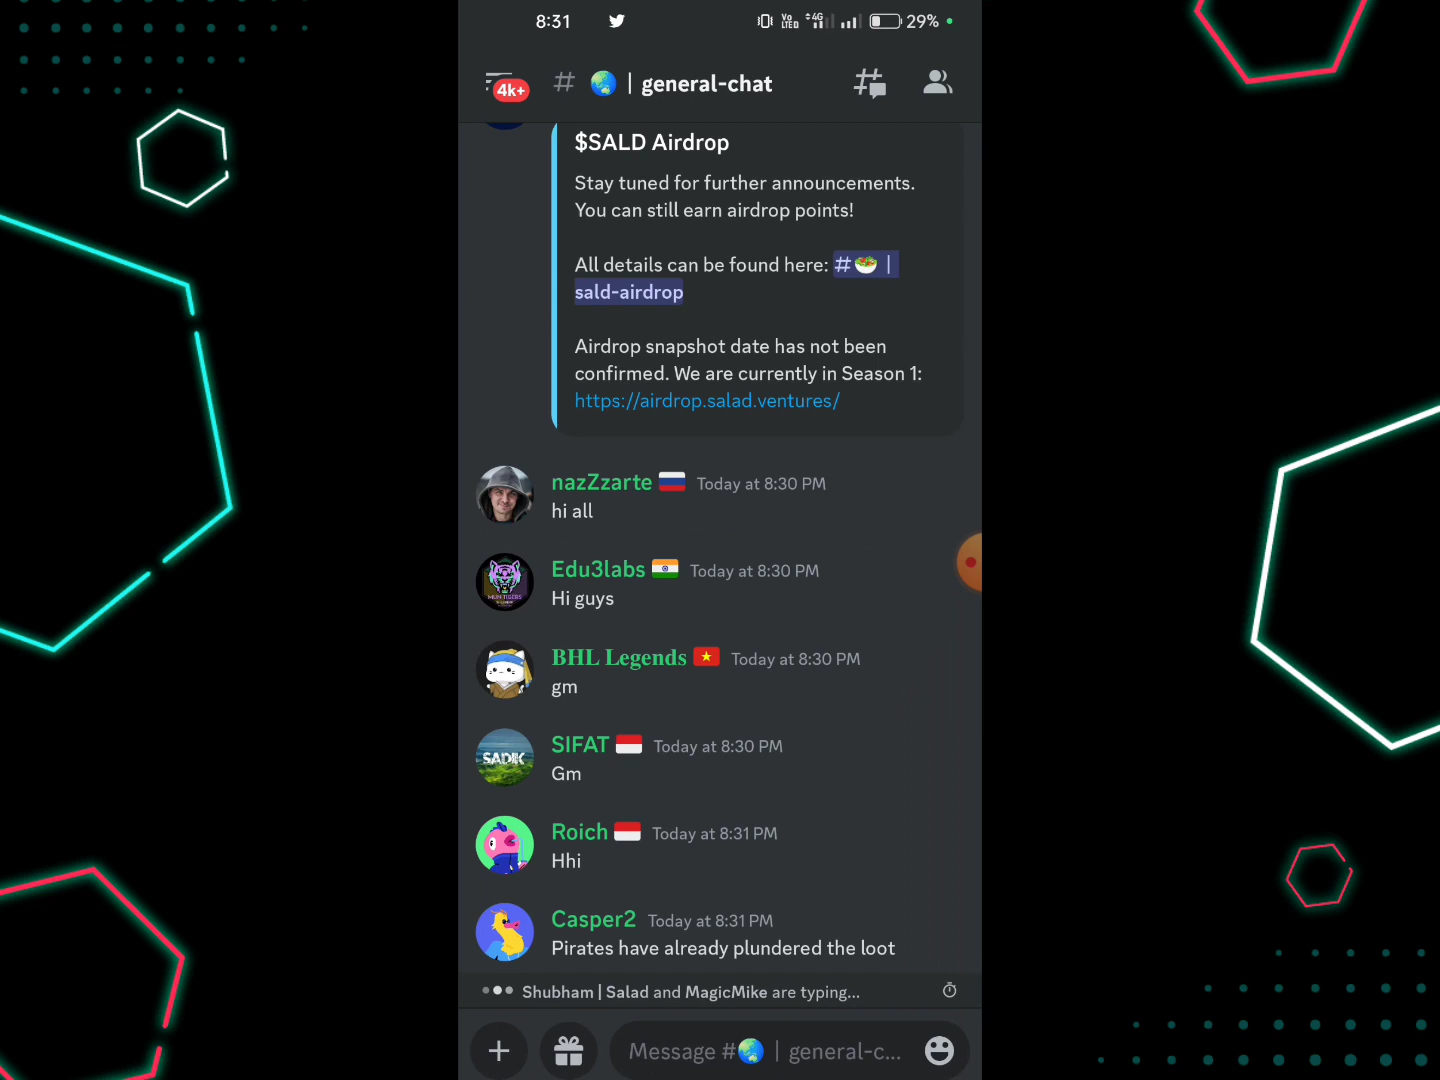 8:31 Vo LTED 4G 29%
4k+ # | general-chat
$SALD Airdrop
Stay tuned for further announcements.
You can still earn airdrop points!
All details can be found here: # |
sald-airdrop
Airdrop snapshot date has not been
confirmed. We are currently in Season 1:
https://airdrop.salad.ventures/
nazZzarte Today at 8:30 PM
hi all
Edu3labs Today at 8:30 PM
Hi guys
BHL Legends Today at 8:30 PM
gm
SIFAT Today at 8:30 PM
SADIK
Gm
Roich Today at 8:31 PM
Hhi
Casper2 Today at 8:31 PM
Pirates have already plundered the loot
Shubham | Salad and MagicMike are typing...
Message # | general-c...